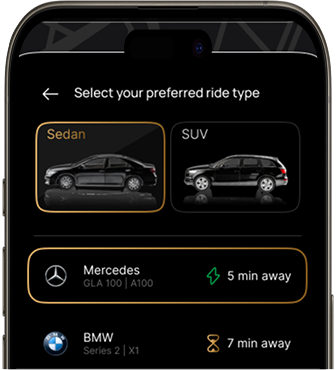 Select your preferred ride type
Sedan
SUV
Mercedes
GLA 100 | A100
5 min away
BMW
Series 2 | X1
7 min away